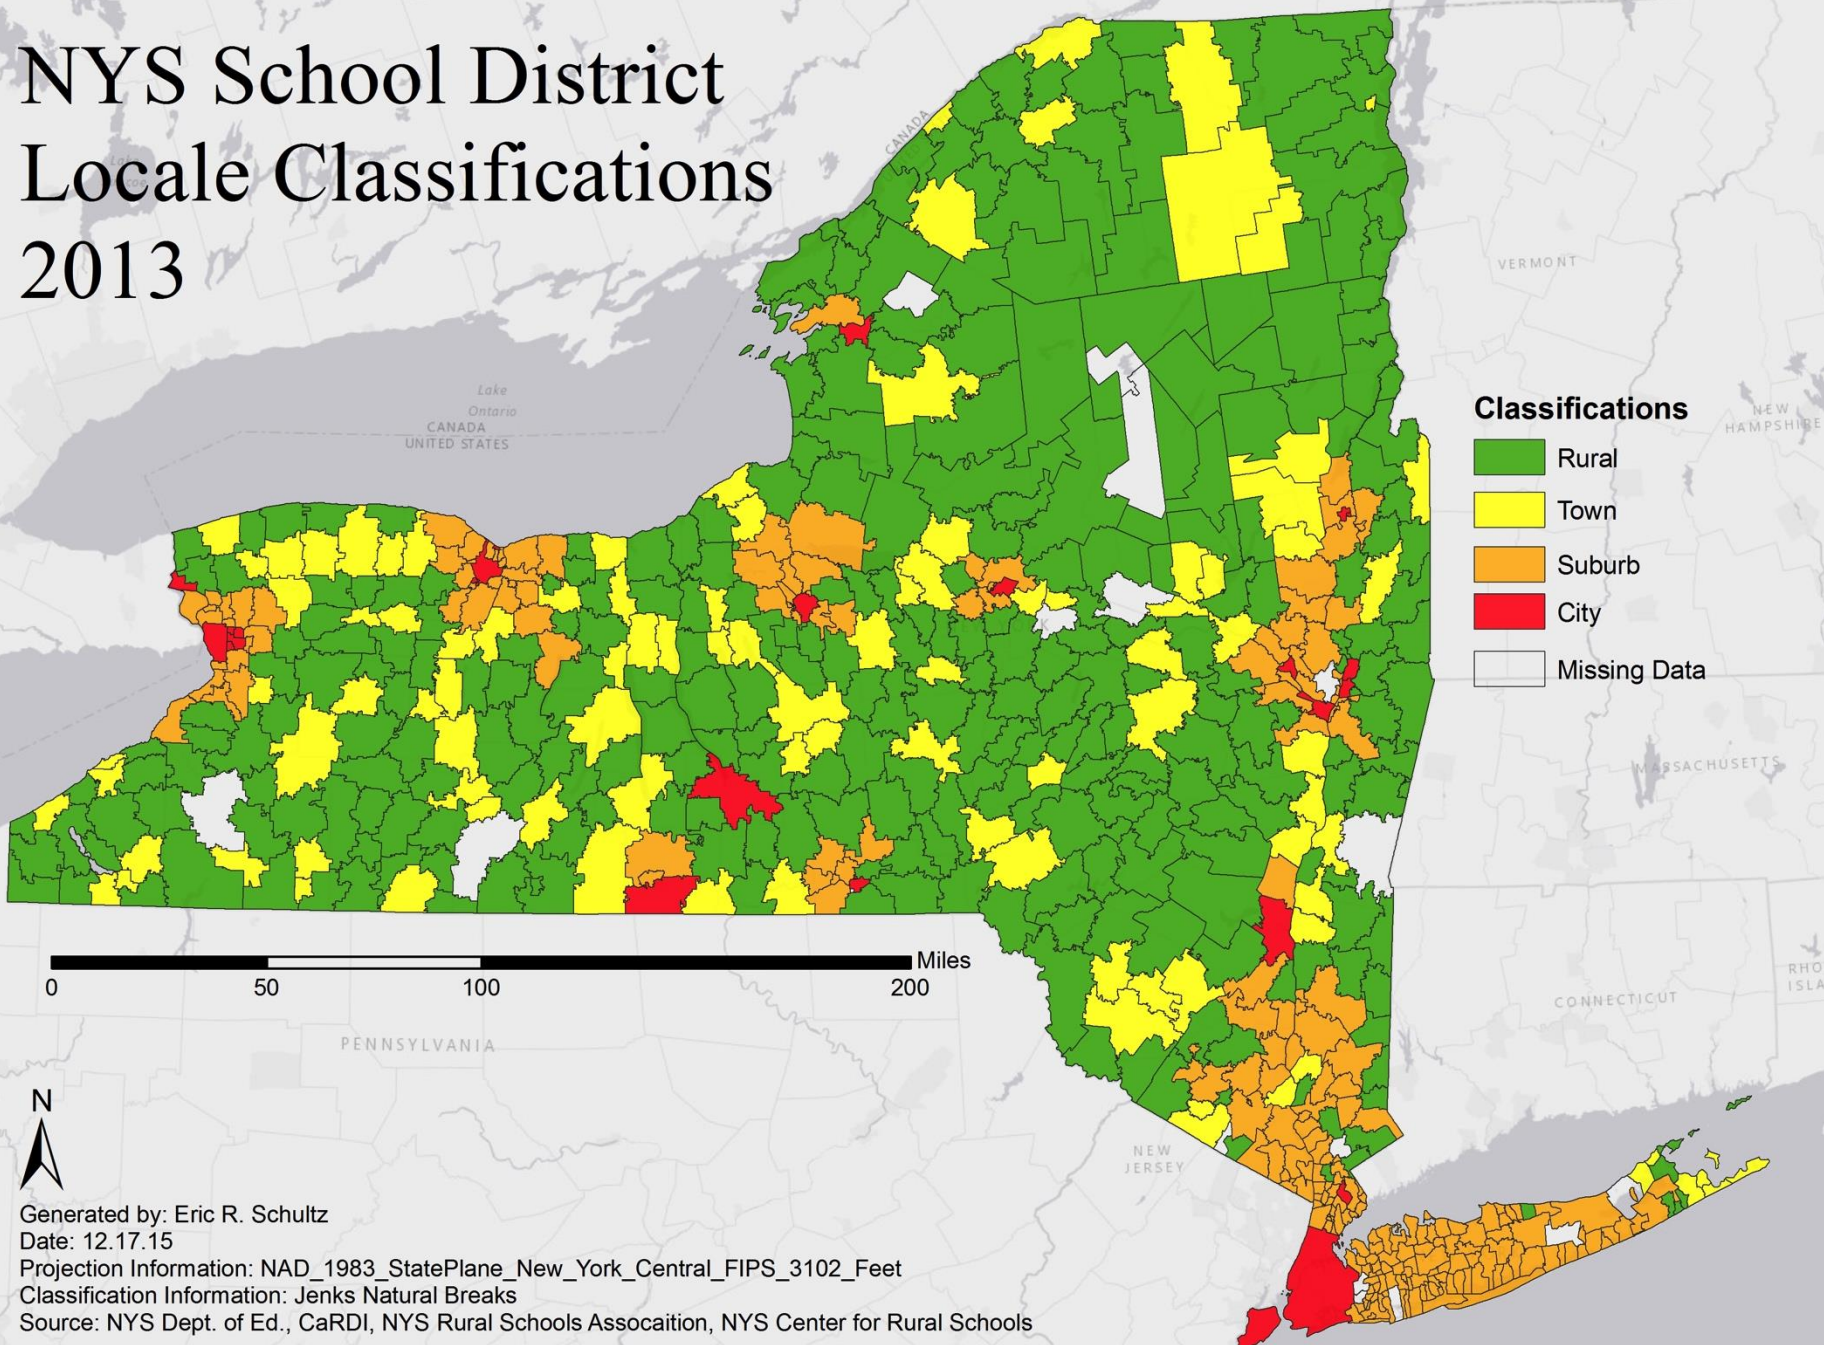 NYS School District
Locale Classifications
2013
CANADA
VERMONT
Lake
Ontario
CANADA
UNITED STATES
NEW
HAMPSHIRE
Classifications
Rural
Town
Suburb
City
Missing Data
MASSACHUSETTS
Miles
0 50 100 200
CONNECTICUT
RHO
ISLA
PENNSYLVANIA
N
NEW
JERSEY
Generated by: Eric R. Schultz
Date: 12.17.15
Projection Information: NAD_1983_StatePlane_New_York_Central_FIPS_3102_Feet
Classification Information: Jenks Natural Breaks
Source: NYS Dept. of Ed., CaRDI, NYS Rural Schools Assocaition, NYS Center for Rural Schools